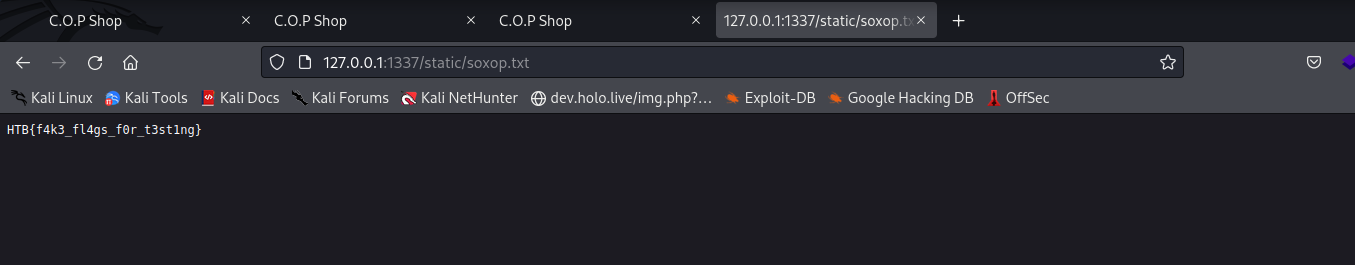 C.O.P Shop
C.O.P Shop
C.O.P Shop
127.0.0.1:1337/static/soxop.tx
127.0.0.1:1337/static/soxop.txt
Kali Linux
Kali Tools
Kali Docs
Kali Forums
Kali NetHunter
dev.holo.live/img.php?...
Exploit-DB
Google Hacking DB
OffSec
HTB{f4k3_fl4gs_f0r_t3st1ng}